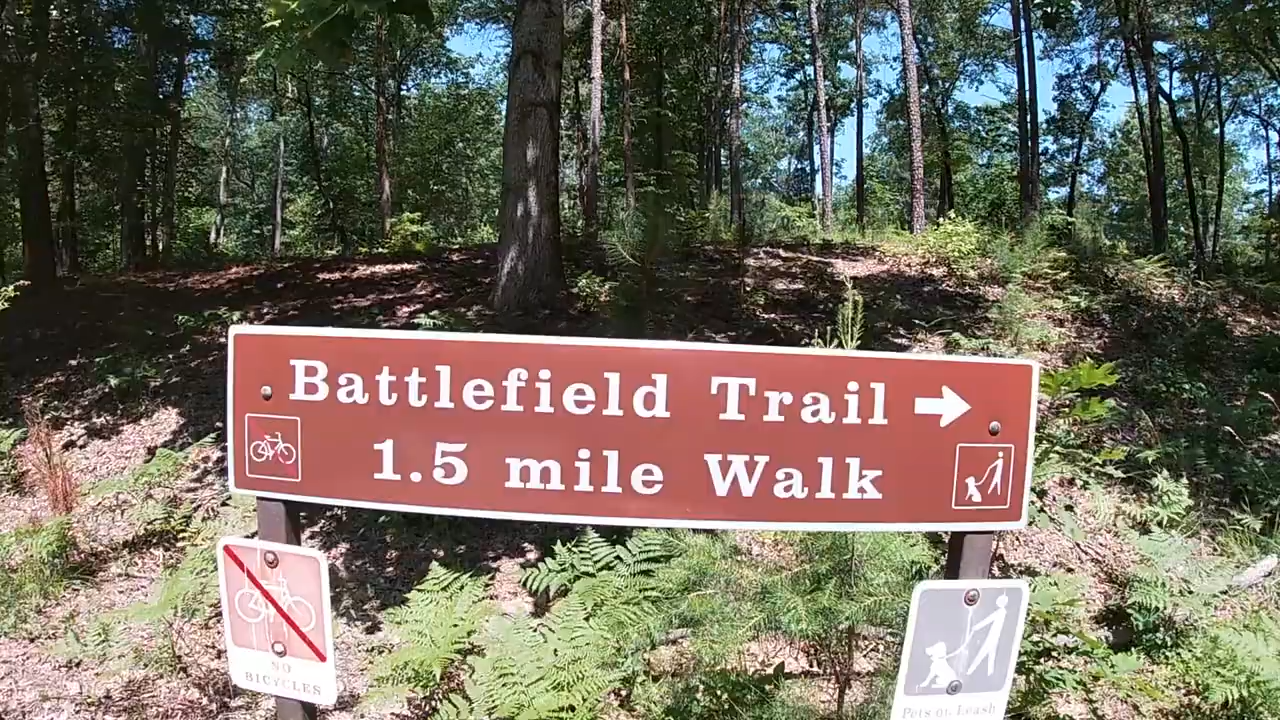 Battlefield Trail →
1.5 mile Walk
NO
BICYCLES
Pets on Leash